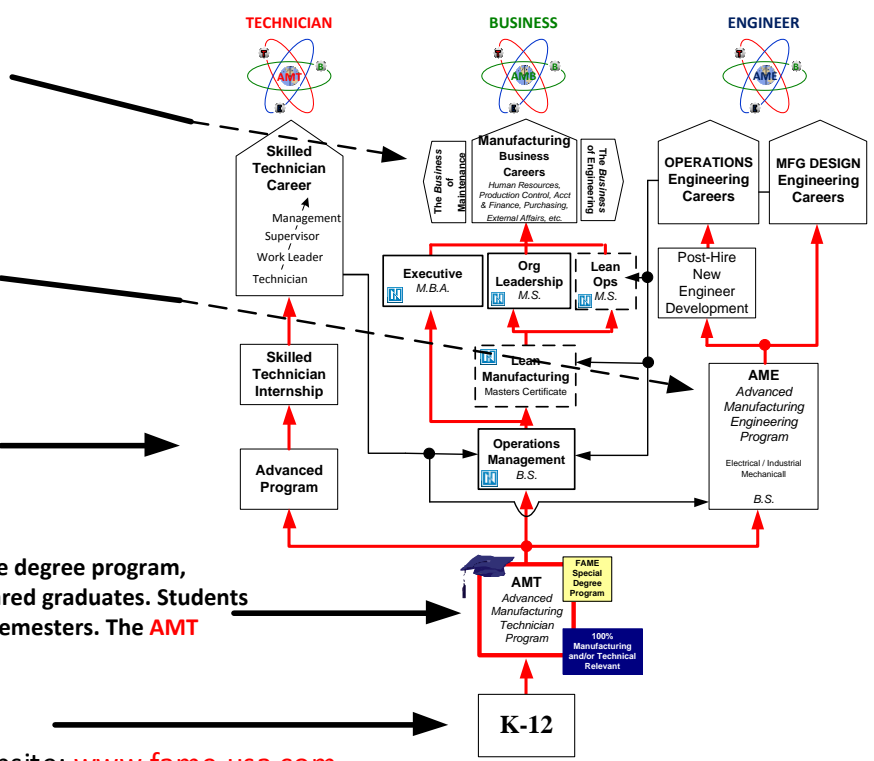 TECHNICIAN
BUSINESS
ENGINEER
AMT
AMB
AME
B
B
B
Skilled
Technician
Career
Management
Supervisor
Work Leader
Technician
The Business
of
Maintenance
Manufacturing
Business
Careers
Human Resources,
Production Control, Acct
& Finance, Purchasing,
External Affairs, etc.
The Business
of Engineering
OPERATIONS
Engineering
Careers
MFG DESIGN
Engineering
Careers
Executive
M.B.A.
Org
Leadership
M.S.
Lean
Ops
M.S.
Post-Hire
New
Engineer
Development
Skilled
Technician
Internship
Lean
Manufacturing
Masters Certificate
AME
Advanced
Manufacturing
Engineering
Program
Electrical / Industrial
Mechanicall
B.S.
Advanced
Program
Operations
Management
B.S.
e degree program,
ared graduates. Students
emesters. The AMT
AMT
Advanced
Manufacturing
Technician
Program
FAME
Special
Degree
Program
100%
Manufacturing
and/or Technical
Relevant
K-12
site: www.fame-usa.com